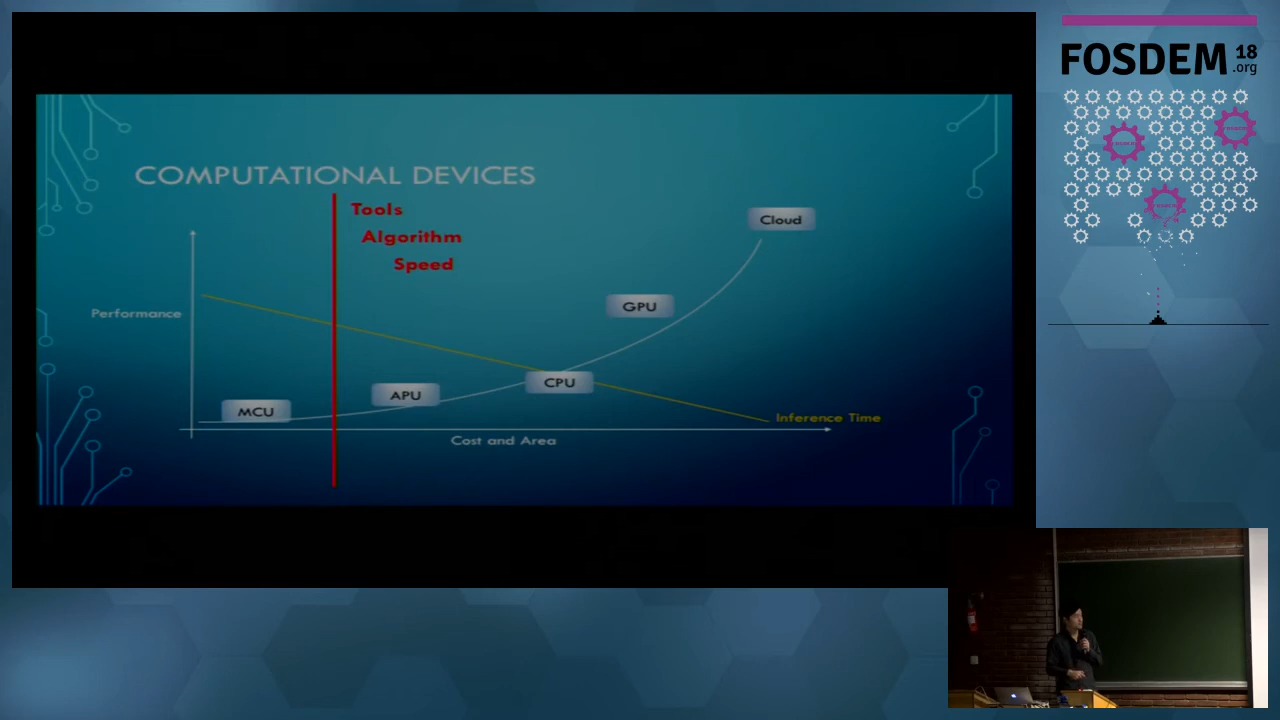 COMPUTATIONAL DEVICES
Tools
Algorithm
Speed
Cloud
GPU
Performance
CPU
APU
MCU
Inference Time
Cost and Area
FOSDEM 18
.org